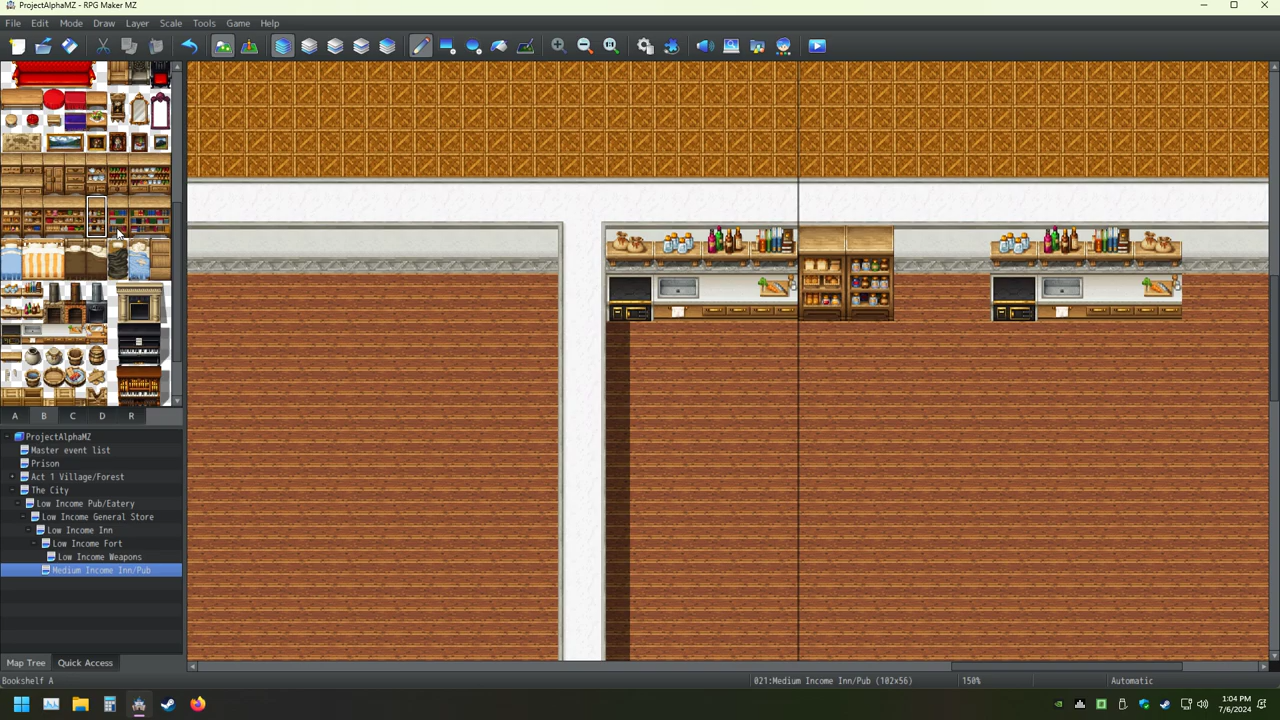 ProjectAlphaMZ - RPG Maker MZ
File Edit Mode Draw Layer Scale Tools Game Help
A B C D R
ProjectAlphaMZ
Master event list
Prison
Act 1 Village/Forest
The City
Low Income Pub/Eatery
Low Income General Store
Low Income Inn
Low Income Fort
Low Income Weapons
Medium Income Inn/Pub
Map Tree Quick Access
Bookshelf A 021:Medium Income Inn/Pub (102x56) 150% Automatic
1:04 PM
7/6/2024